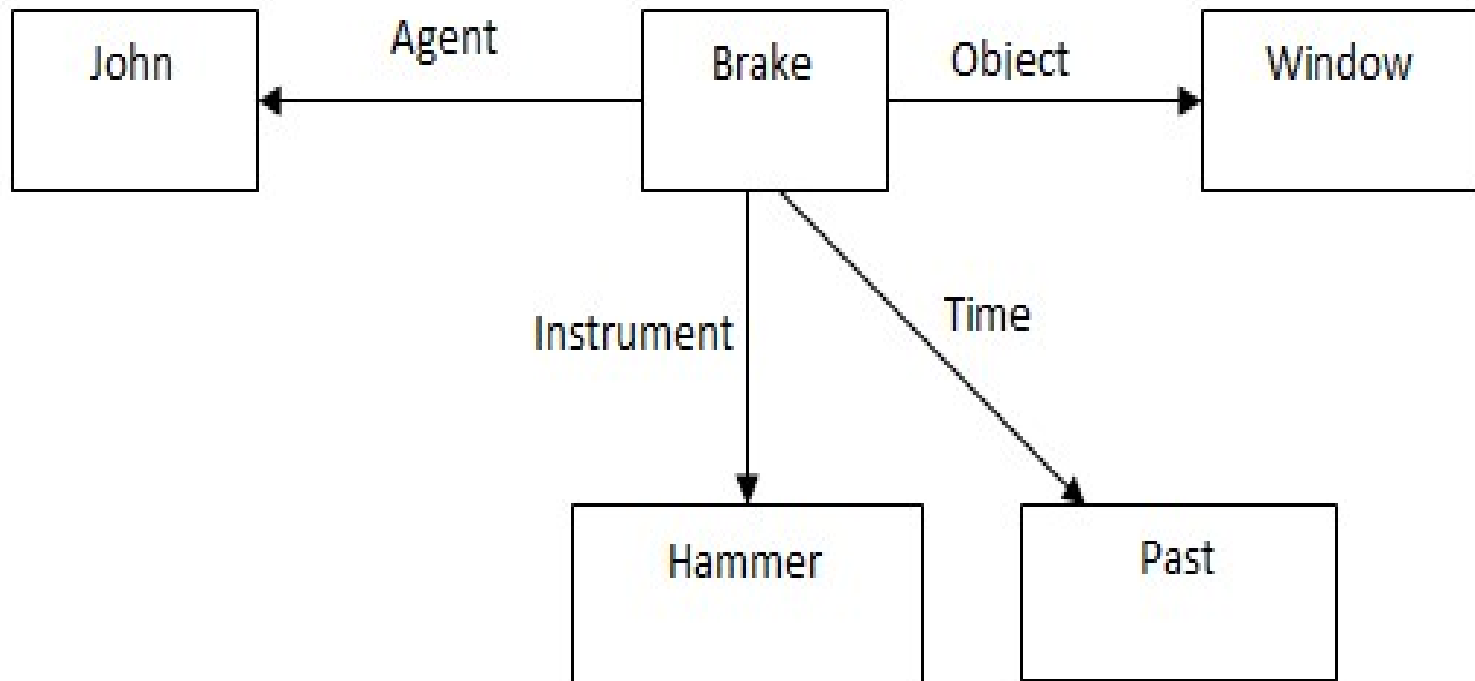 John
Agent
Brake
Object
Window
Instrument
Time
Hammer
Past